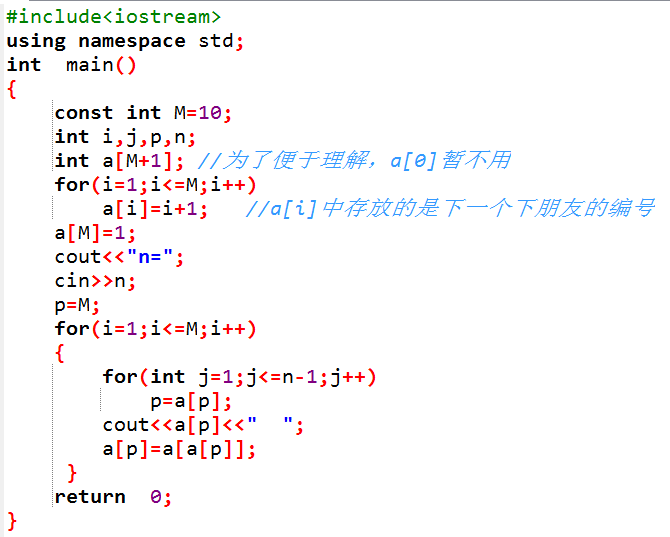 #include<iostream>
using namespace std;
int  main()
{
    const int M=10;
    int i,j,p,n;
    int a[M+1]; //为了便于理解，a[0]暂不用
    for(i=1;i<=M;i++)
        a[i]=i+1;   //a[i]中存放的是下一个下朋友的编号
    a[M]=1;
    cout<<"n=";
    cin>>n;
    p=M;
    for(i=1;i<=M;i++)
    {
        for(int j=1;j<=n-1;j++)
            p=a[p];
        cout<<a[p]<<"  ";
        a[p]=a[a[p]];
     }
    return  0;
}